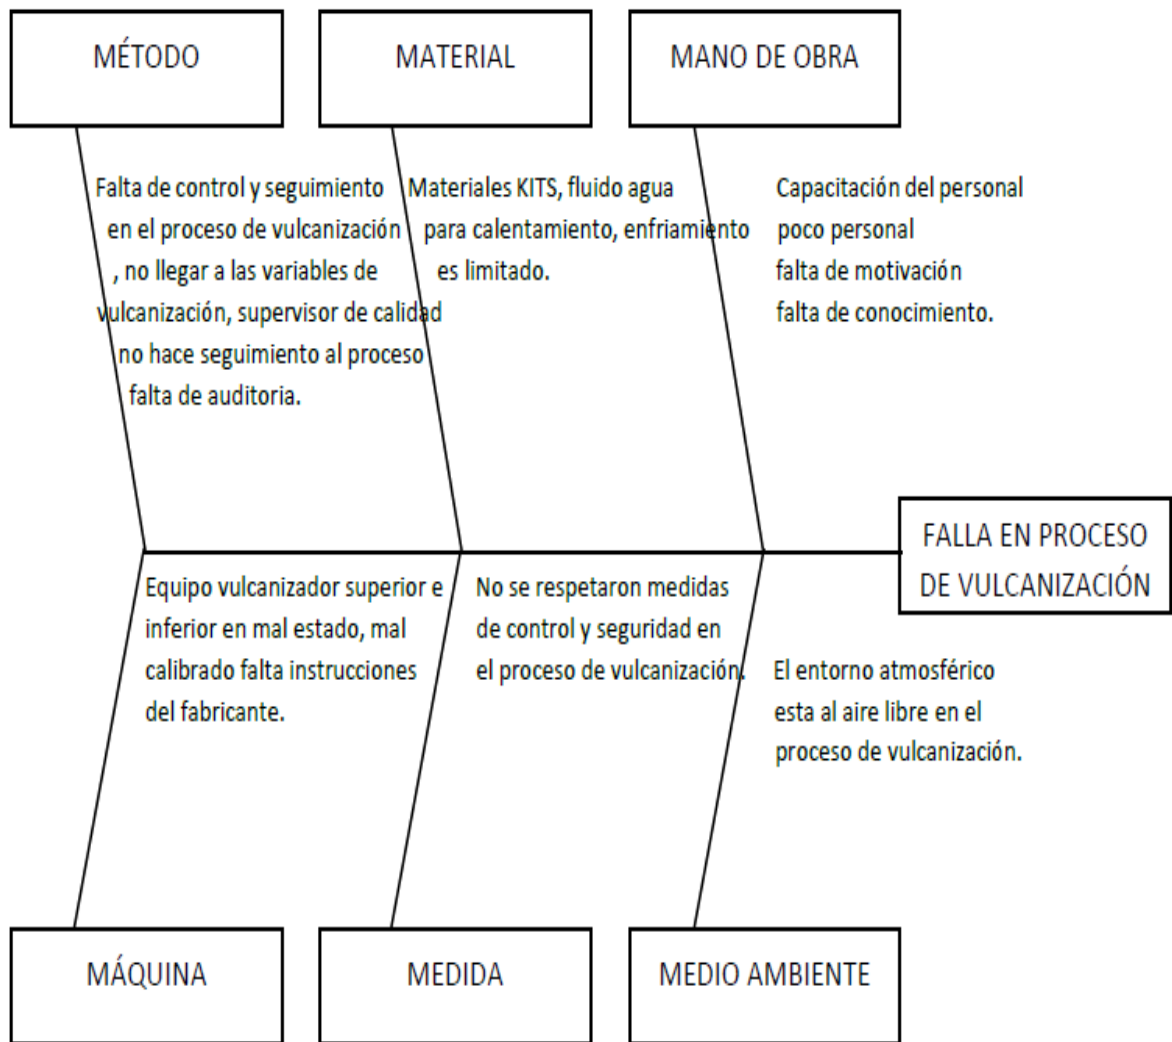 MÉTODO
MATERIAL
MANO DE OBRA
Falta de control y seguimiento
en el proceso de vulcanización
, no llegar a las variables de
vulcanización, supervisor de calidad
no hace seguimiento al proceso
falta de auditoria.
Materiales KITS, fluido agua
para calentamiento, enfriamiento
es limitado.
Capacitación del personal
poco personal
falta de motivación
falta de conocimiento.
FALLA EN PROCESO
DE VULCANIZACIÓN
Equipo vulcanizador superior e
inferior en mal estado, mal
calibrado falta instrucciones
del fabricante.
No se respetaron medidas
de control y seguridad en
el proceso de vulcanización.
El entorno atmosférico
esta al aire libre en el
proceso de vulcanización.
MÁQUINA
MEDIDA
MEDIO AMBIENTE